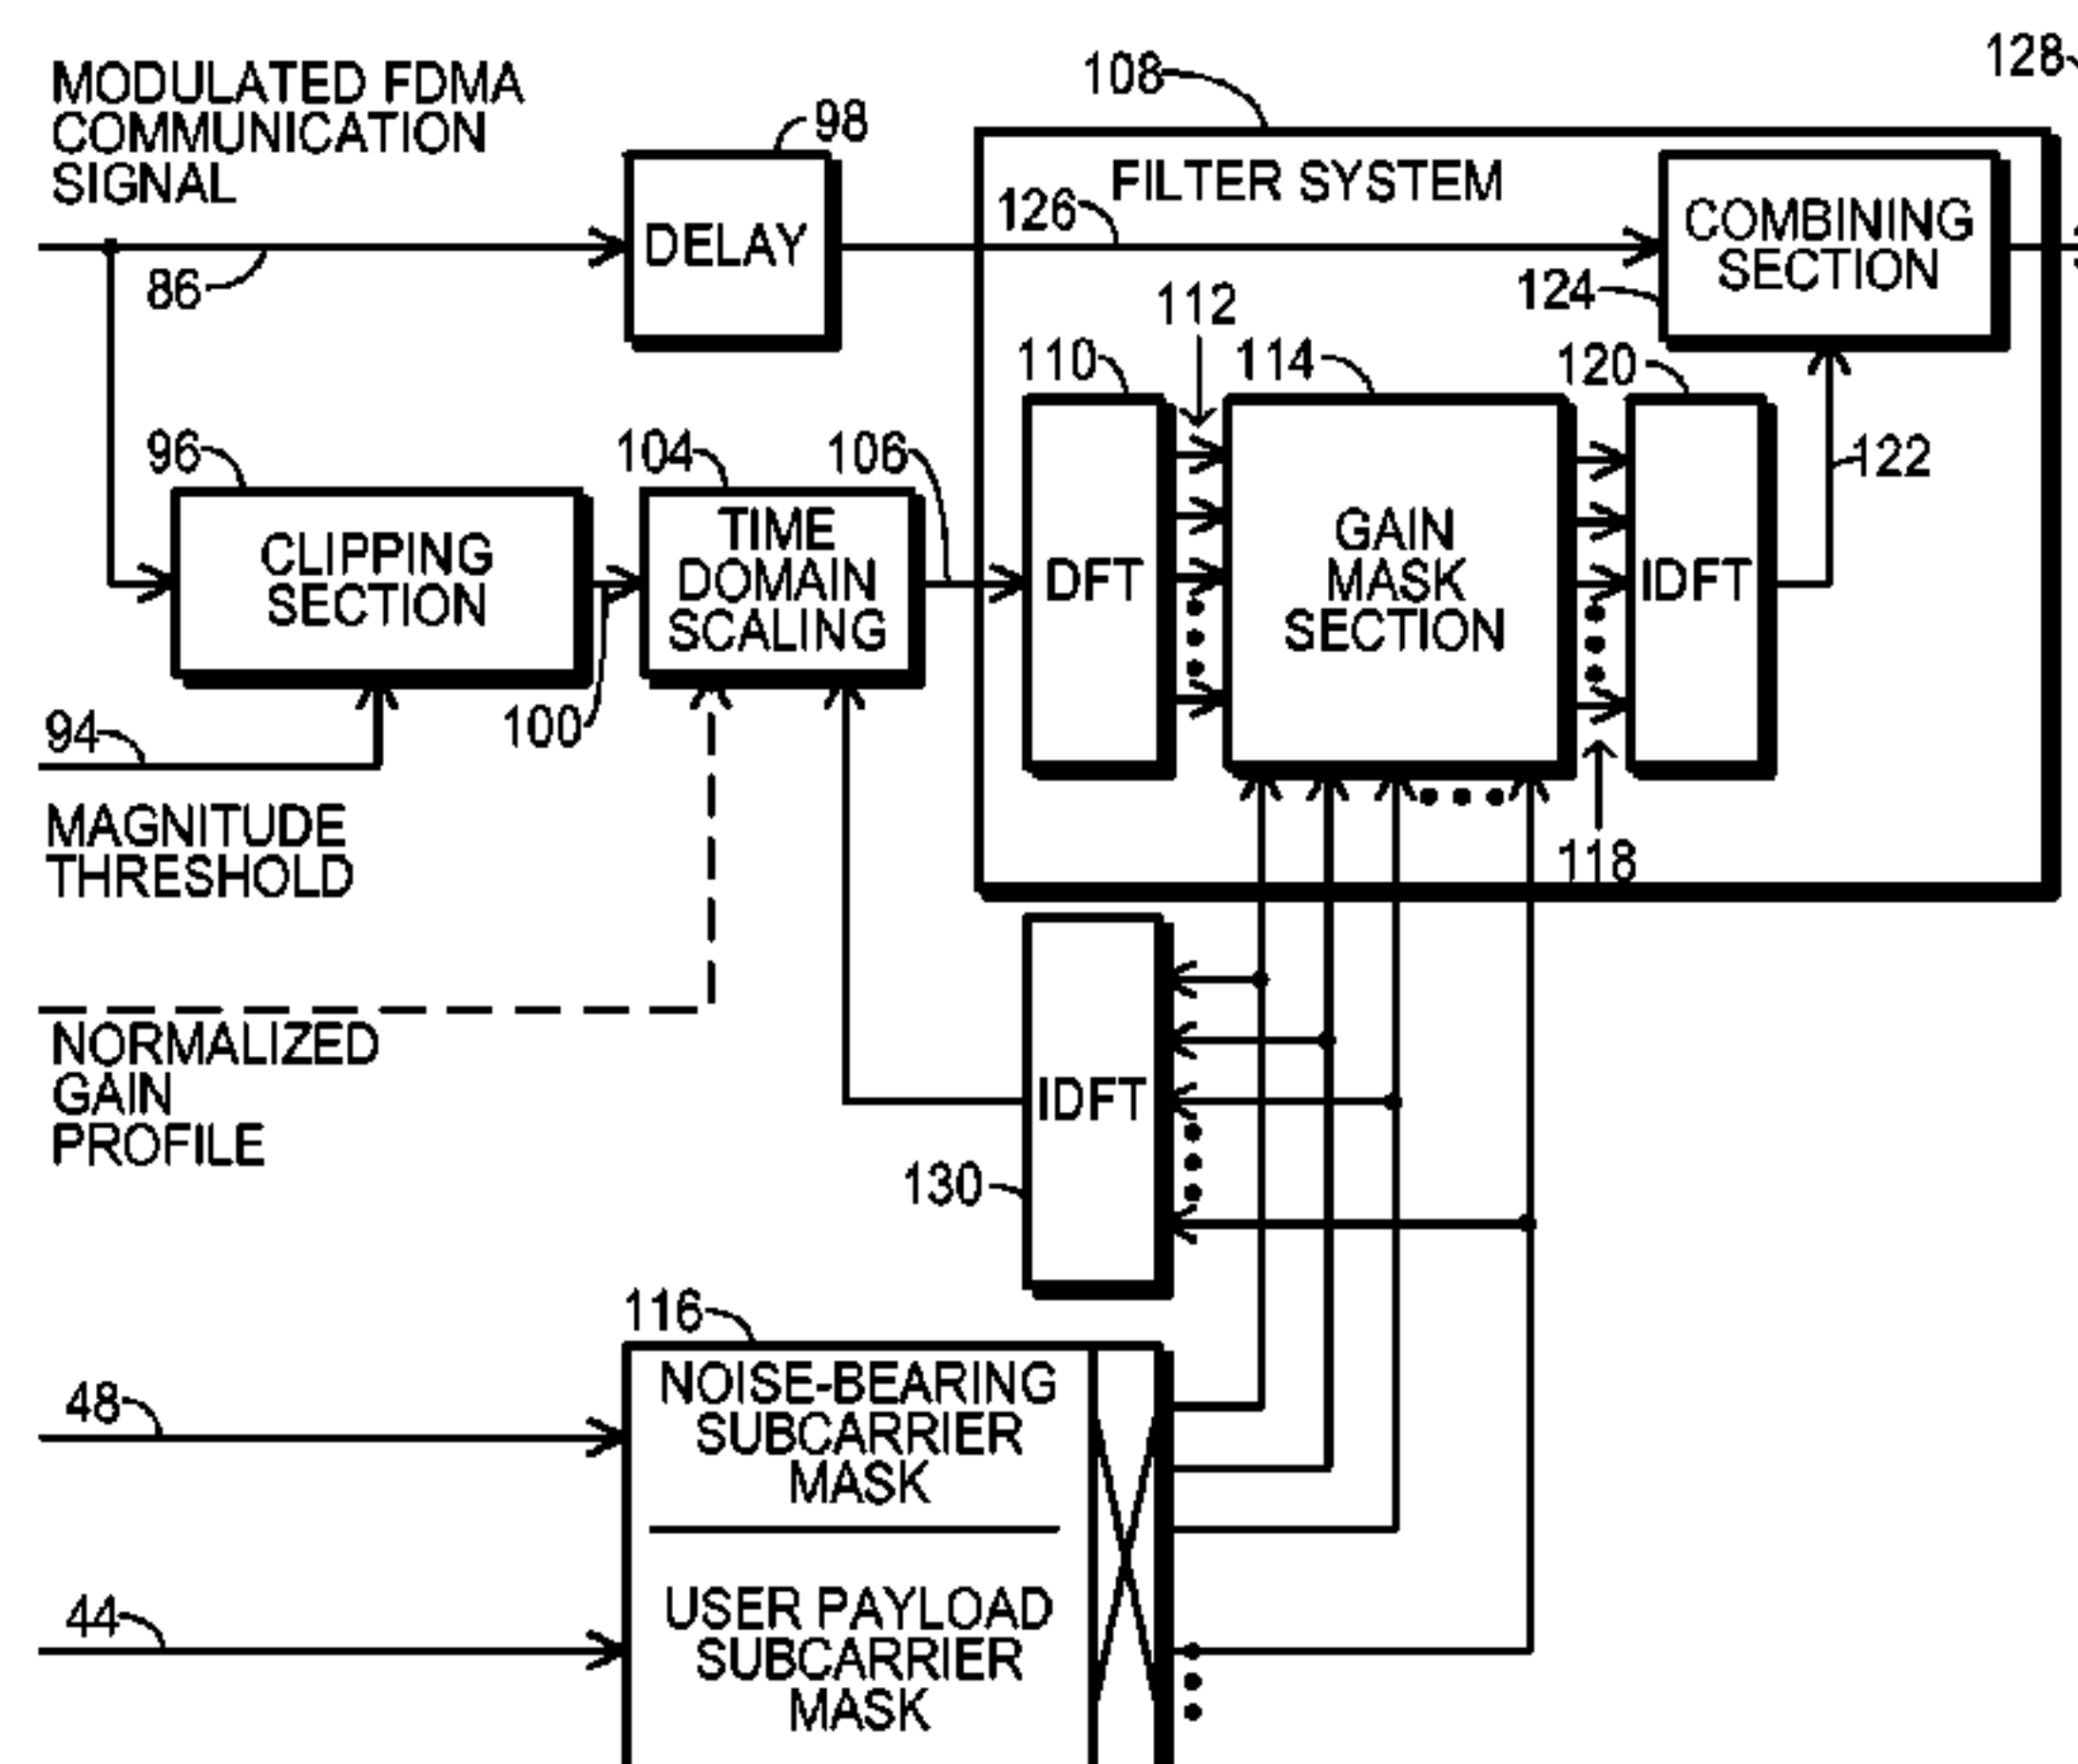 MODULATED FDMA
COMMUNICATION
SIGNAL
86
98
DELAY
108
128
FILTER SYSTEM
126
COMBINING
SECTION
124
112
110
114
120
122
96
CLIPPING
SECTION
104
TIME
DOMAIN
SCALING
106
DFT
GAIN
MASK
SECTION
IDFT
100
94
MAGNITUDE
THRESHOLD
118
NORMALIZED
GAIN
PROFILE
IDFT
130
116
48
NOISE-BEARING
SUBCARRIER
MASK
44
USER PAYLOAD
SUBCARRIER
MASK